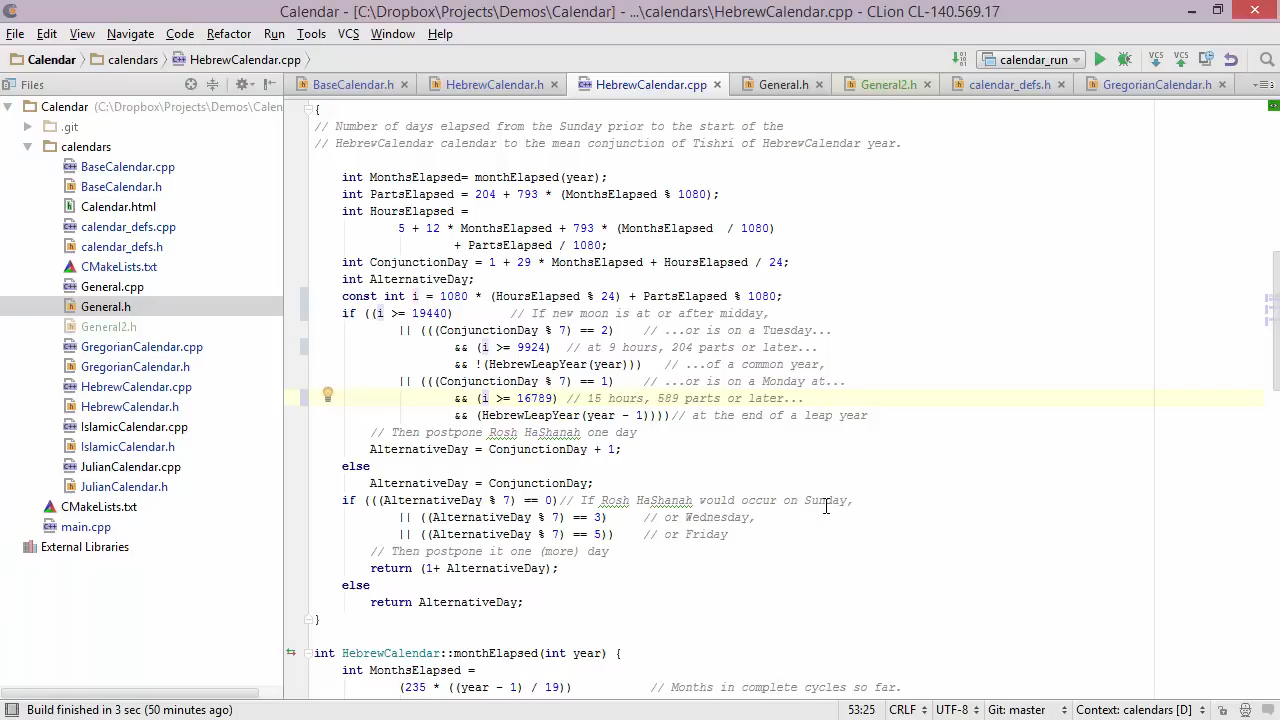 Calendar - [C:\Dropbox\Projects\Demos\Calendar] - ...\calendars\HebrewCalendar.cpp - CLion CL-140.569.17
File Edit View Navigate Code Refactor Run Tools VCS Window Help
Calendar calendars HebrewCalendar.cpp calendar_run VCS VCS
Files
BaseCalendar.h HebrewCalendar.h HebrewCalendar.cpp General.h General2.h calendar_defs.h GregorianCalendar.h
Calendar (C:\Dropbox\Projects\Demos\Calen
.git
calendars
BaseCalendar.cpp
BaseCalendar.h
Calendar.html
calendar_defs.cpp
calendar_defs.h
CMakeLists.txt
General.cpp
General.h
General2.h
GregorianCalendar.cpp
GregorianCalendar.h
HebrewCalendar.cpp
HebrewCalendar.h
IslamicCalendar.cpp
IslamicCalendar.h
JulianCalendar.cpp
JulianCalendar.h
CMakeLists.txt
main.cpp
External Libraries
{
// Number of days elapsed from the Sunday prior to the start of the
// HebrewCalendar calendar to the mean conjunction of Tishri of HebrewCalendar year.
int MonthsElapsed= monthElapsed(year);
int PartsElapsed = 204 + 793 * (MonthsElapsed % 1080);
int HoursElapsed =
5 + 12 * MonthsElapsed + 793 * (MonthsElapsed / 1080)
+ PartsElapsed / 1080;
int ConjunctionDay = 1 + 29 * MonthsElapsed + HoursElapsed / 24;
int AlternativeDay;
const int i = 1080 * (HoursElapsed % 24) + PartsElapsed % 1080;
if ((i >= 19440) // If new moon is at or after midday,
|| (((ConjunctionDay % 7) == 2) // ...or is on a Tuesday...
&& (i >= 9924) // at 9 hours, 204 parts or later...
&& !(HebrewLeapYear(year))) // ...of a common year,
|| (((ConjunctionDay % 7) == 1) // ...or is on a Monday at...
&& (i >= 16789) // 15 hours, 589 parts or later...
&& (HebrewLeapYear(year - 1))))// at the end of a leap year
// Then postpone Rosh HaShanah one day
AlternativeDay = ConjunctionDay + 1;
else
AlternativeDay = ConjunctionDay;
if (((AlternativeDay % 7) == 0)// If Rosh HaShanah would occur on Sunday,
|| ((AlternativeDay % 7) == 3) // or Wednesday,
|| ((AlternativeDay % 7) == 5)) // or Friday
// Then postpone it one (more) day
return (1+ AlternativeDay);
else
return AlternativeDay;
}
int HebrewCalendar::monthElapsed(int year) {
int MonthsElapsed =
(235 * ((year - 1) / 19)) // Months in complete cycles so far.
Build finished in 3 sec (50 minutes ago) 53:25 CRLF UTF-8 Git: master Context: calendars [D]